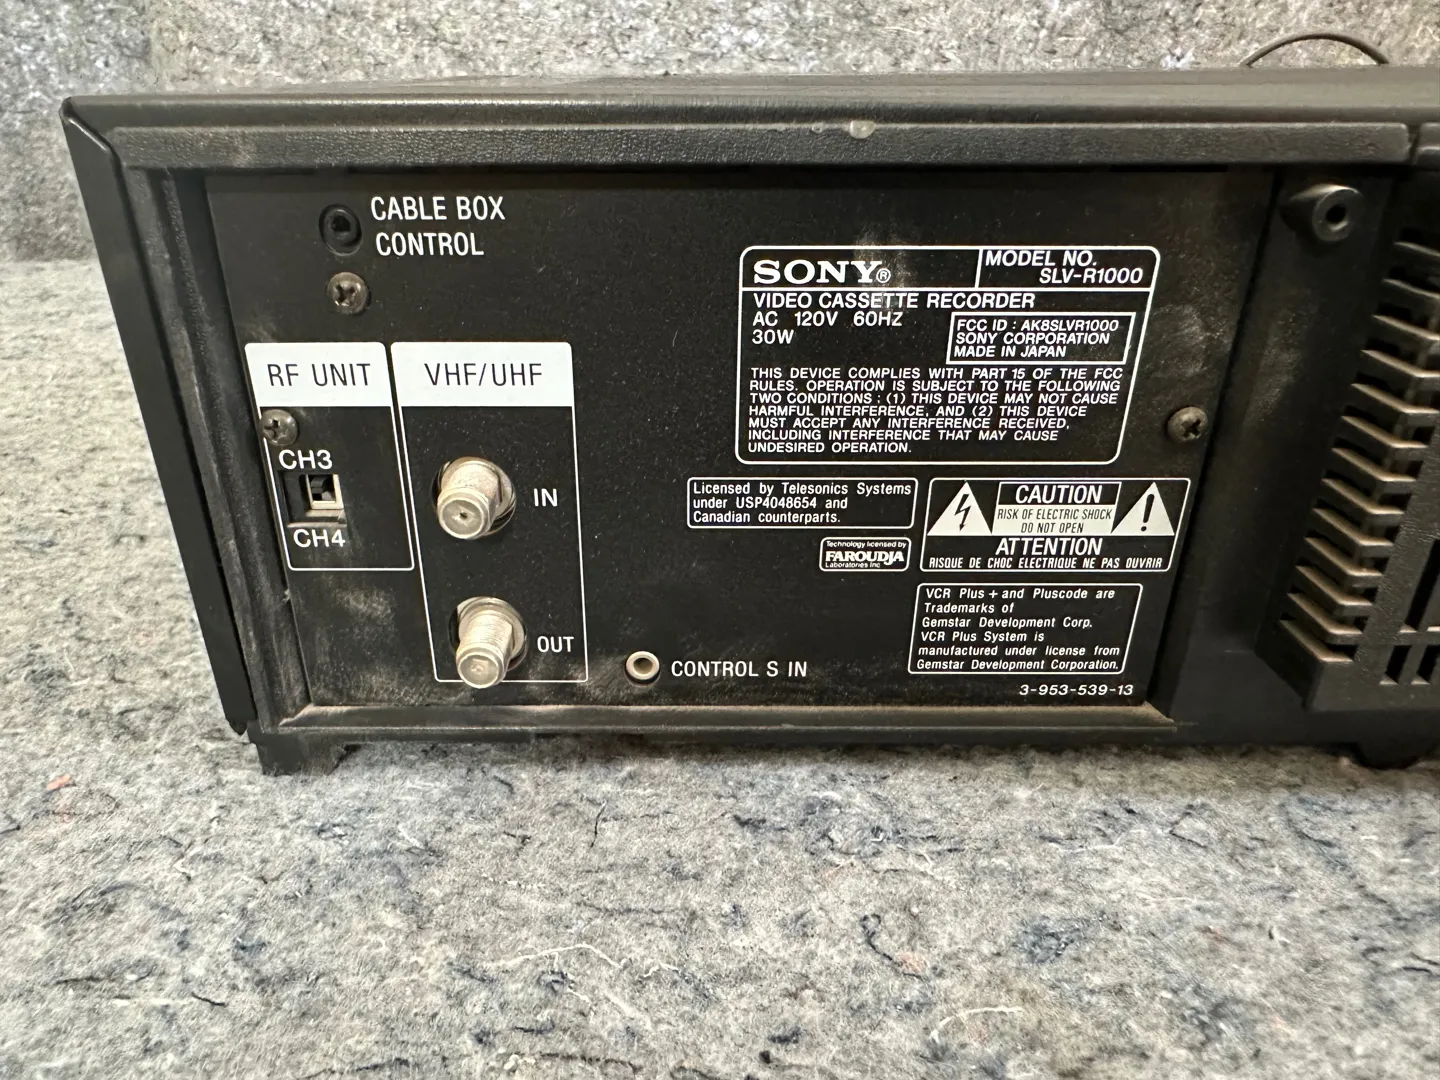 CABLE BOX
CONTROL
RF UNIT
CH3
CH4
VHF/UHF
IN
OUT
CONTROL S IN
SONY®
MODEL NO.
SLV-R1000
VIDEO CASSETTE RECORDER
AC 120V 60HZ
30W
FCC ID : AK8SLVR1000
SONY CORPORATION
MADE IN JAPAN
THIS DEVICE COMPLIES WITH PART 15 OF THE FCC
RULES. OPERATION IS SUBJECT TO THE FOLLOWING
TWO CONDITIONS : (1) THIS DEVICE MAY NOT CAUSE
HARMFUL INTERFERENCE, AND (2) THIS DEVICE
MUST ACCEPT ANY INTERFERENCE RECEIVED,
INCLUDING INTERFERENCE THAT MAY CAUSE
UNDESIRED OPERATION.
Licensed by Telesonics Systems
under USP4048654 and
Canadian counterparts.
Technology licensed by
FAROUDJA
Laboratories Inc
CAUTION
RISK OF ELECTRIC SHOCK
DO NOT OPEN
ATTENTION
RISQUE DE CHOC ELECTRIQUE NE PAS OUVRIR
VCR Plus + and Pluscode are
Trademarks of
Gemstar Development Corp.
VCR Plus System is
manufactured under license from
Gemstar Development Corporation.
3-953-539-13